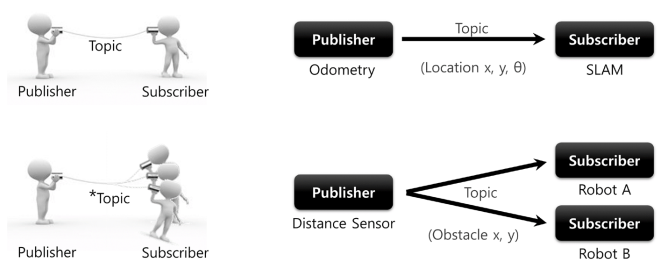 Topic
Publisher
Subscriber
Publisher
Topic
Subscriber
Odometry
(Location x, y, θ)
SLAM
*Topic
Publisher
Subscriber
Publisher
Distance Sensor
Topic
(Obstacle x, y)
Subscriber
Robot A
Subscriber
Robot B